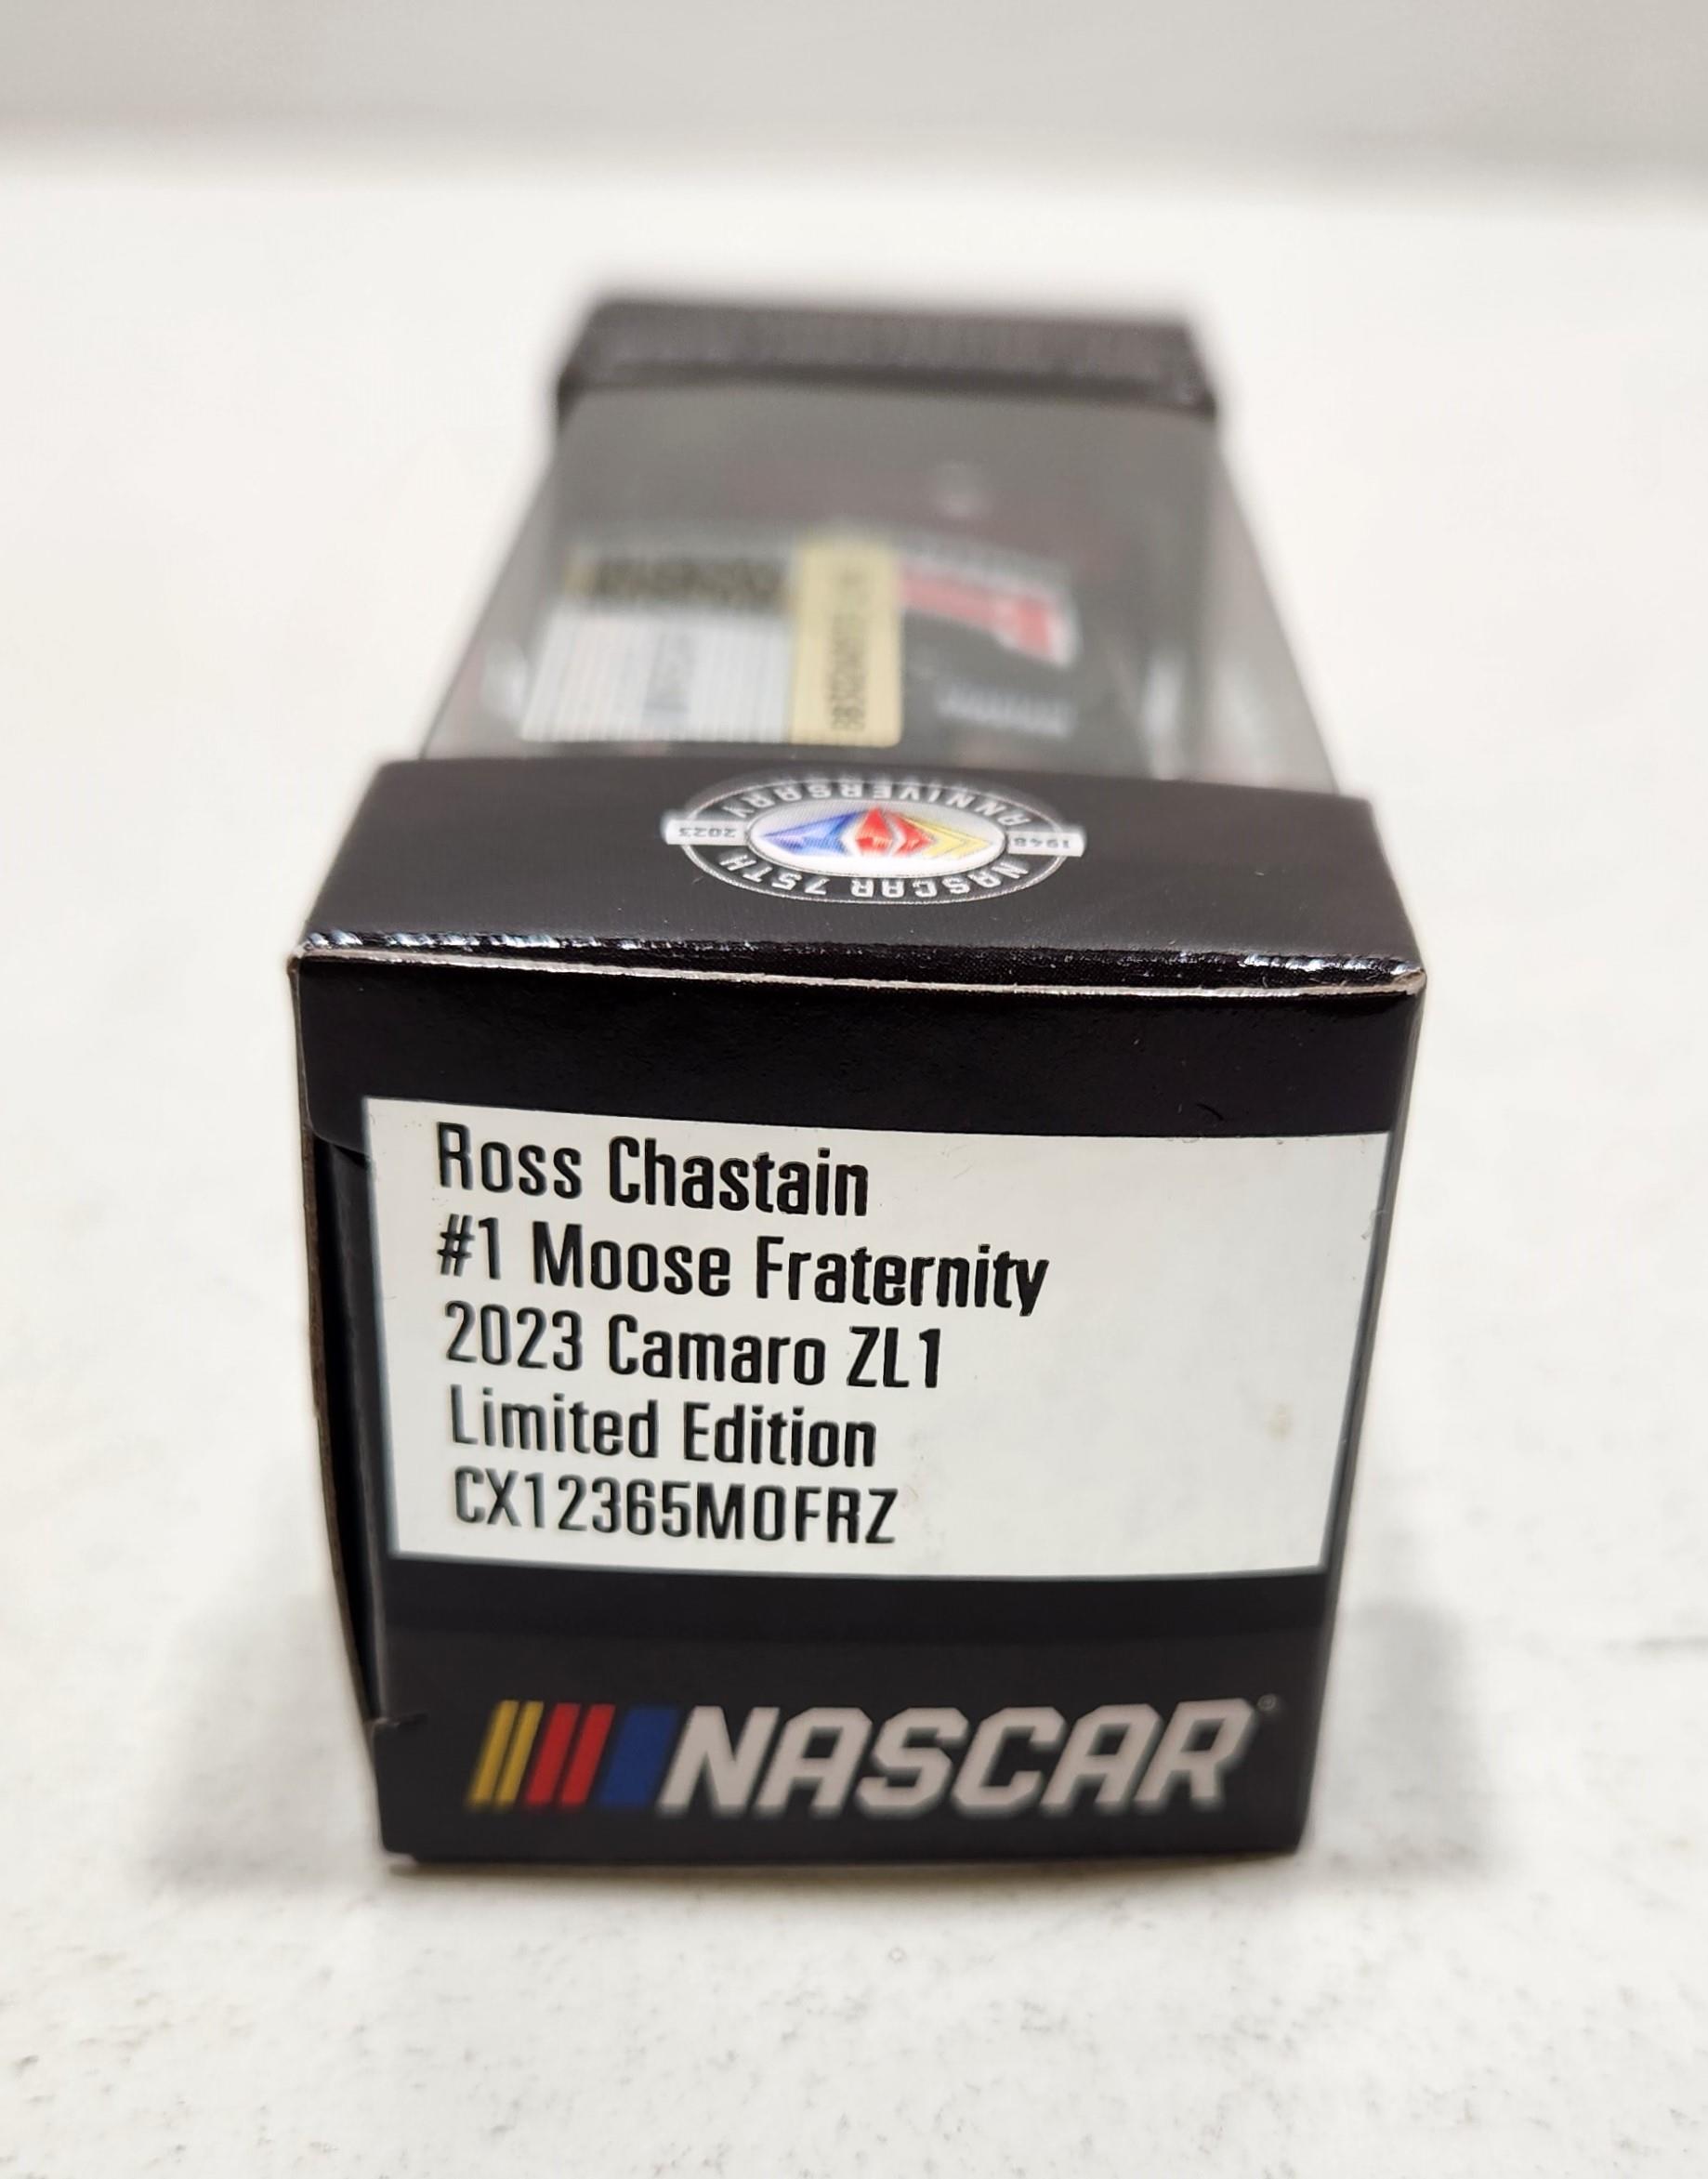 NASCAR 75TH ANNIVERSARY
1948 2023
Ross Chastain
#1 Moose Fraternity
2023 Camaro ZL1
Limited Edition
CX12365MOFRZ
NASCAR